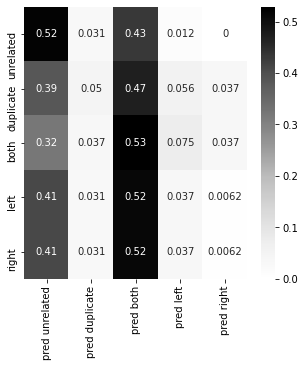 unrelated 0.52 0.031 0.43 0.012 0
duplicate 0.39 0.05 0.47 0.056 0.037
both 0.32 0.037 0.53 0.075 0.037
left 0.41 0.031 0.52 0.037 0.0062
right 0.41 0.031 0.52 0.037 0.0062
pred unrelated
pred duplicate
pred both
pred left
pred right
0.5
0.4
0.3
0.2
0.1
0.0